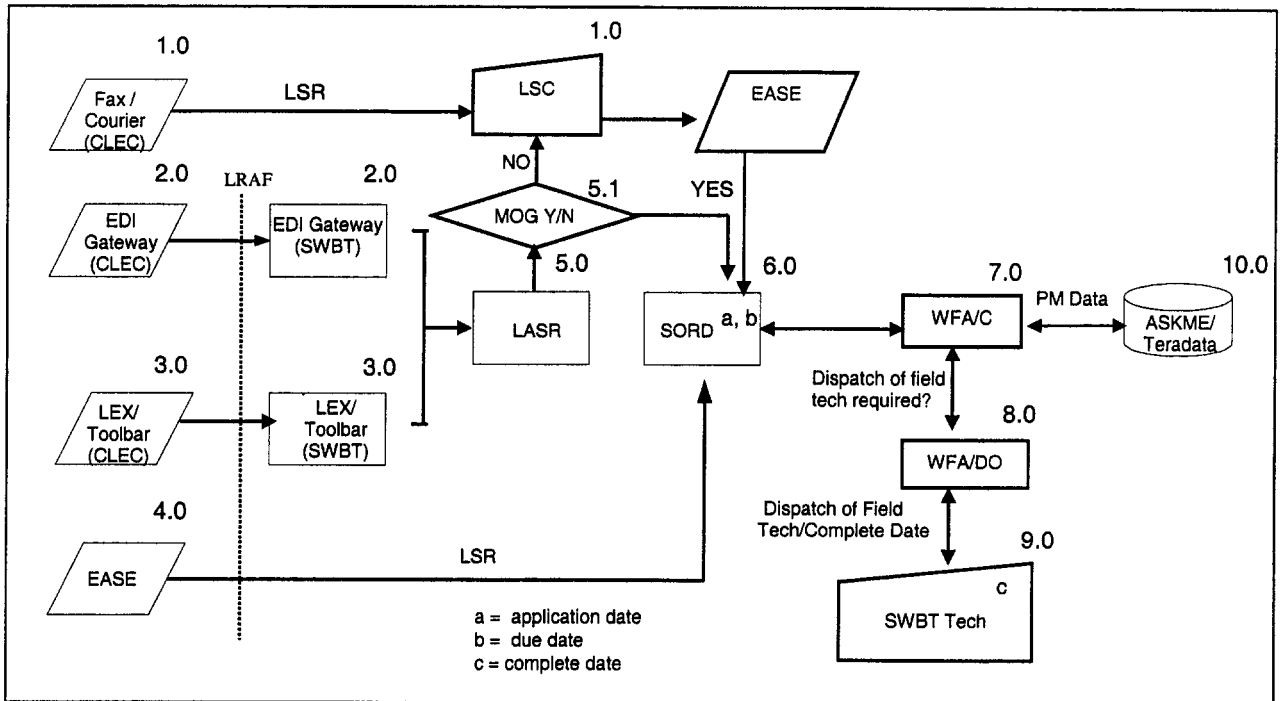 1.0
1.0
Fax /
Courier
(CLEC)
LSR
LSC
EASE
NO
YES
2.0
LRAF
2.0
5.1
EDI
Gateway
(CLEC)
EDI Gateway
(SWBT)
MOG Y/N
5.0
6.0
7.0
10.0
LASR
SORD
a, b
WFA/C
PM Data
ASKME/
Teradata
3.0
3.0
LEX/
Toolbar
(CLEC)
LEX/
Toolbar
(SWBT)
Dispatch of field
tech required?
8.0
WFA/DO
4.0
Dispatch of Field
Tech/Complete Date
9.0
EASE
LSR
c
SWBT Tech
a = application date
b = due date
c = complete date